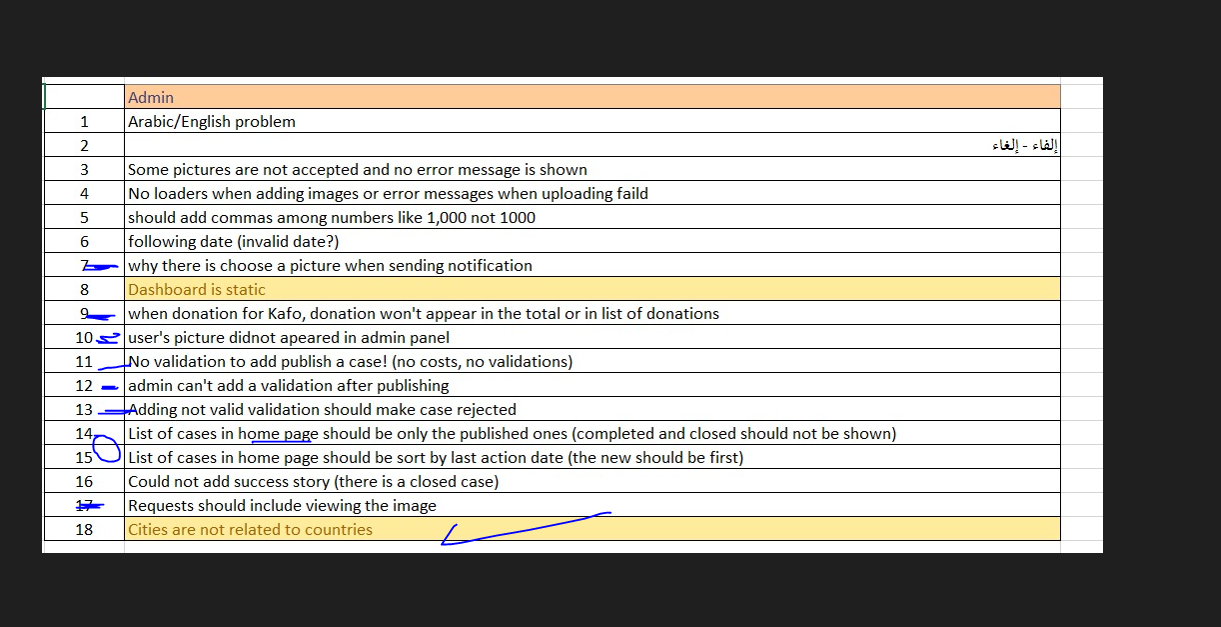 Admin
1 Arabic/English problem
2 إلفاء - إلغاء
3 Some pictures are not accepted and no error message is shown
4 No loaders when adding images or error messages when uploading faild
5 should add commas among numbers like 1,000 not 1000
6 following date (invalid date?)
7 why there is choose a picture when sending notification
8 Dashboard is static
9 when donation for Kafo, donation won't appear in the total or in list of donations
10 user's picture didnot apeared in admin panel
11 No validation to add publish a case! (no costs, no validations)
12 admin can't add a validation after publishing
13 Adding not valid validation should make case rejected
14 List of cases in home page should be only the published ones (completed and closed should not be shown)
15 List of cases in home page should be sort by last action date (the new should be first)
16 Could not add success story (there is a closed case)
17 Requests should include viewing the image
18 Cities are not related to countries